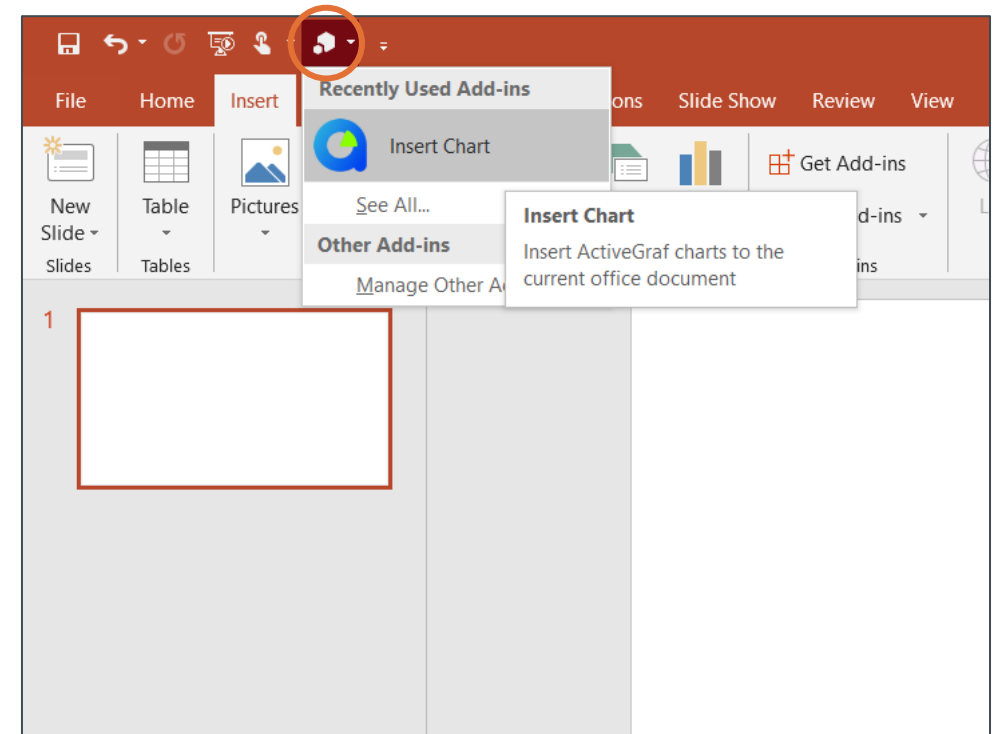 File Home Insert ons Slide Show Review View
Recently Used Add-ins
Insert Chart
See All...
Other Add-ins
Manage Other A
Insert Chart
Insert ActiveGraf charts to the
current office document
New
Slide
Table
Pictures
Get Add-ins
d-ins
Slides
Tables
ins
1